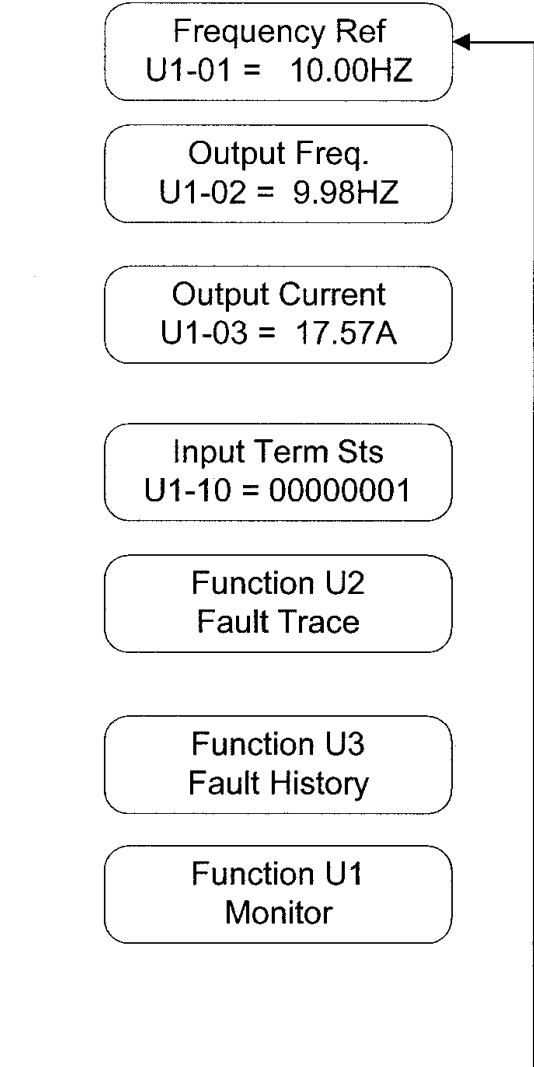 Frequency Ref
U1-01 = 10.00HZ
Output Freq.
U1-02 = 9.98HZ
Output Current
U1-03 = 17.57A
Input Term Sts
U1-10 = 00000001
Function U2
Fault Trace
Function U3
Fault History
Function U1
Monitor